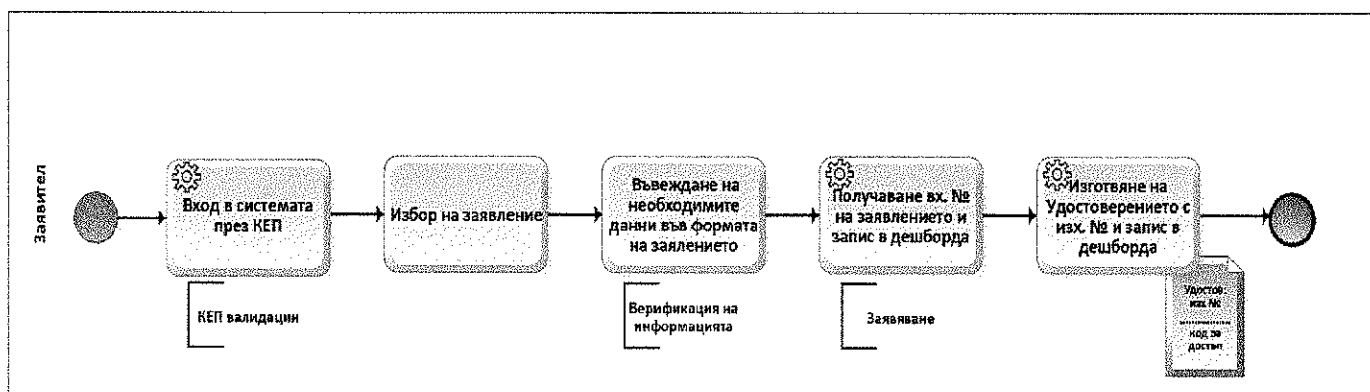 Заявител
Вход в системата
през КЕП
Избор на заявление
Въвеждане на
необходимите
данни във формата
на заялението
Получаване вх. №
на заявлението и
запис в дешборда
Изготвяне на
Удостоверението с
изх. № и запис в
дешборда
КЕП валидации
Верификация на
информацията
Заявяване
Удостов.
изх. №
код за
достъп